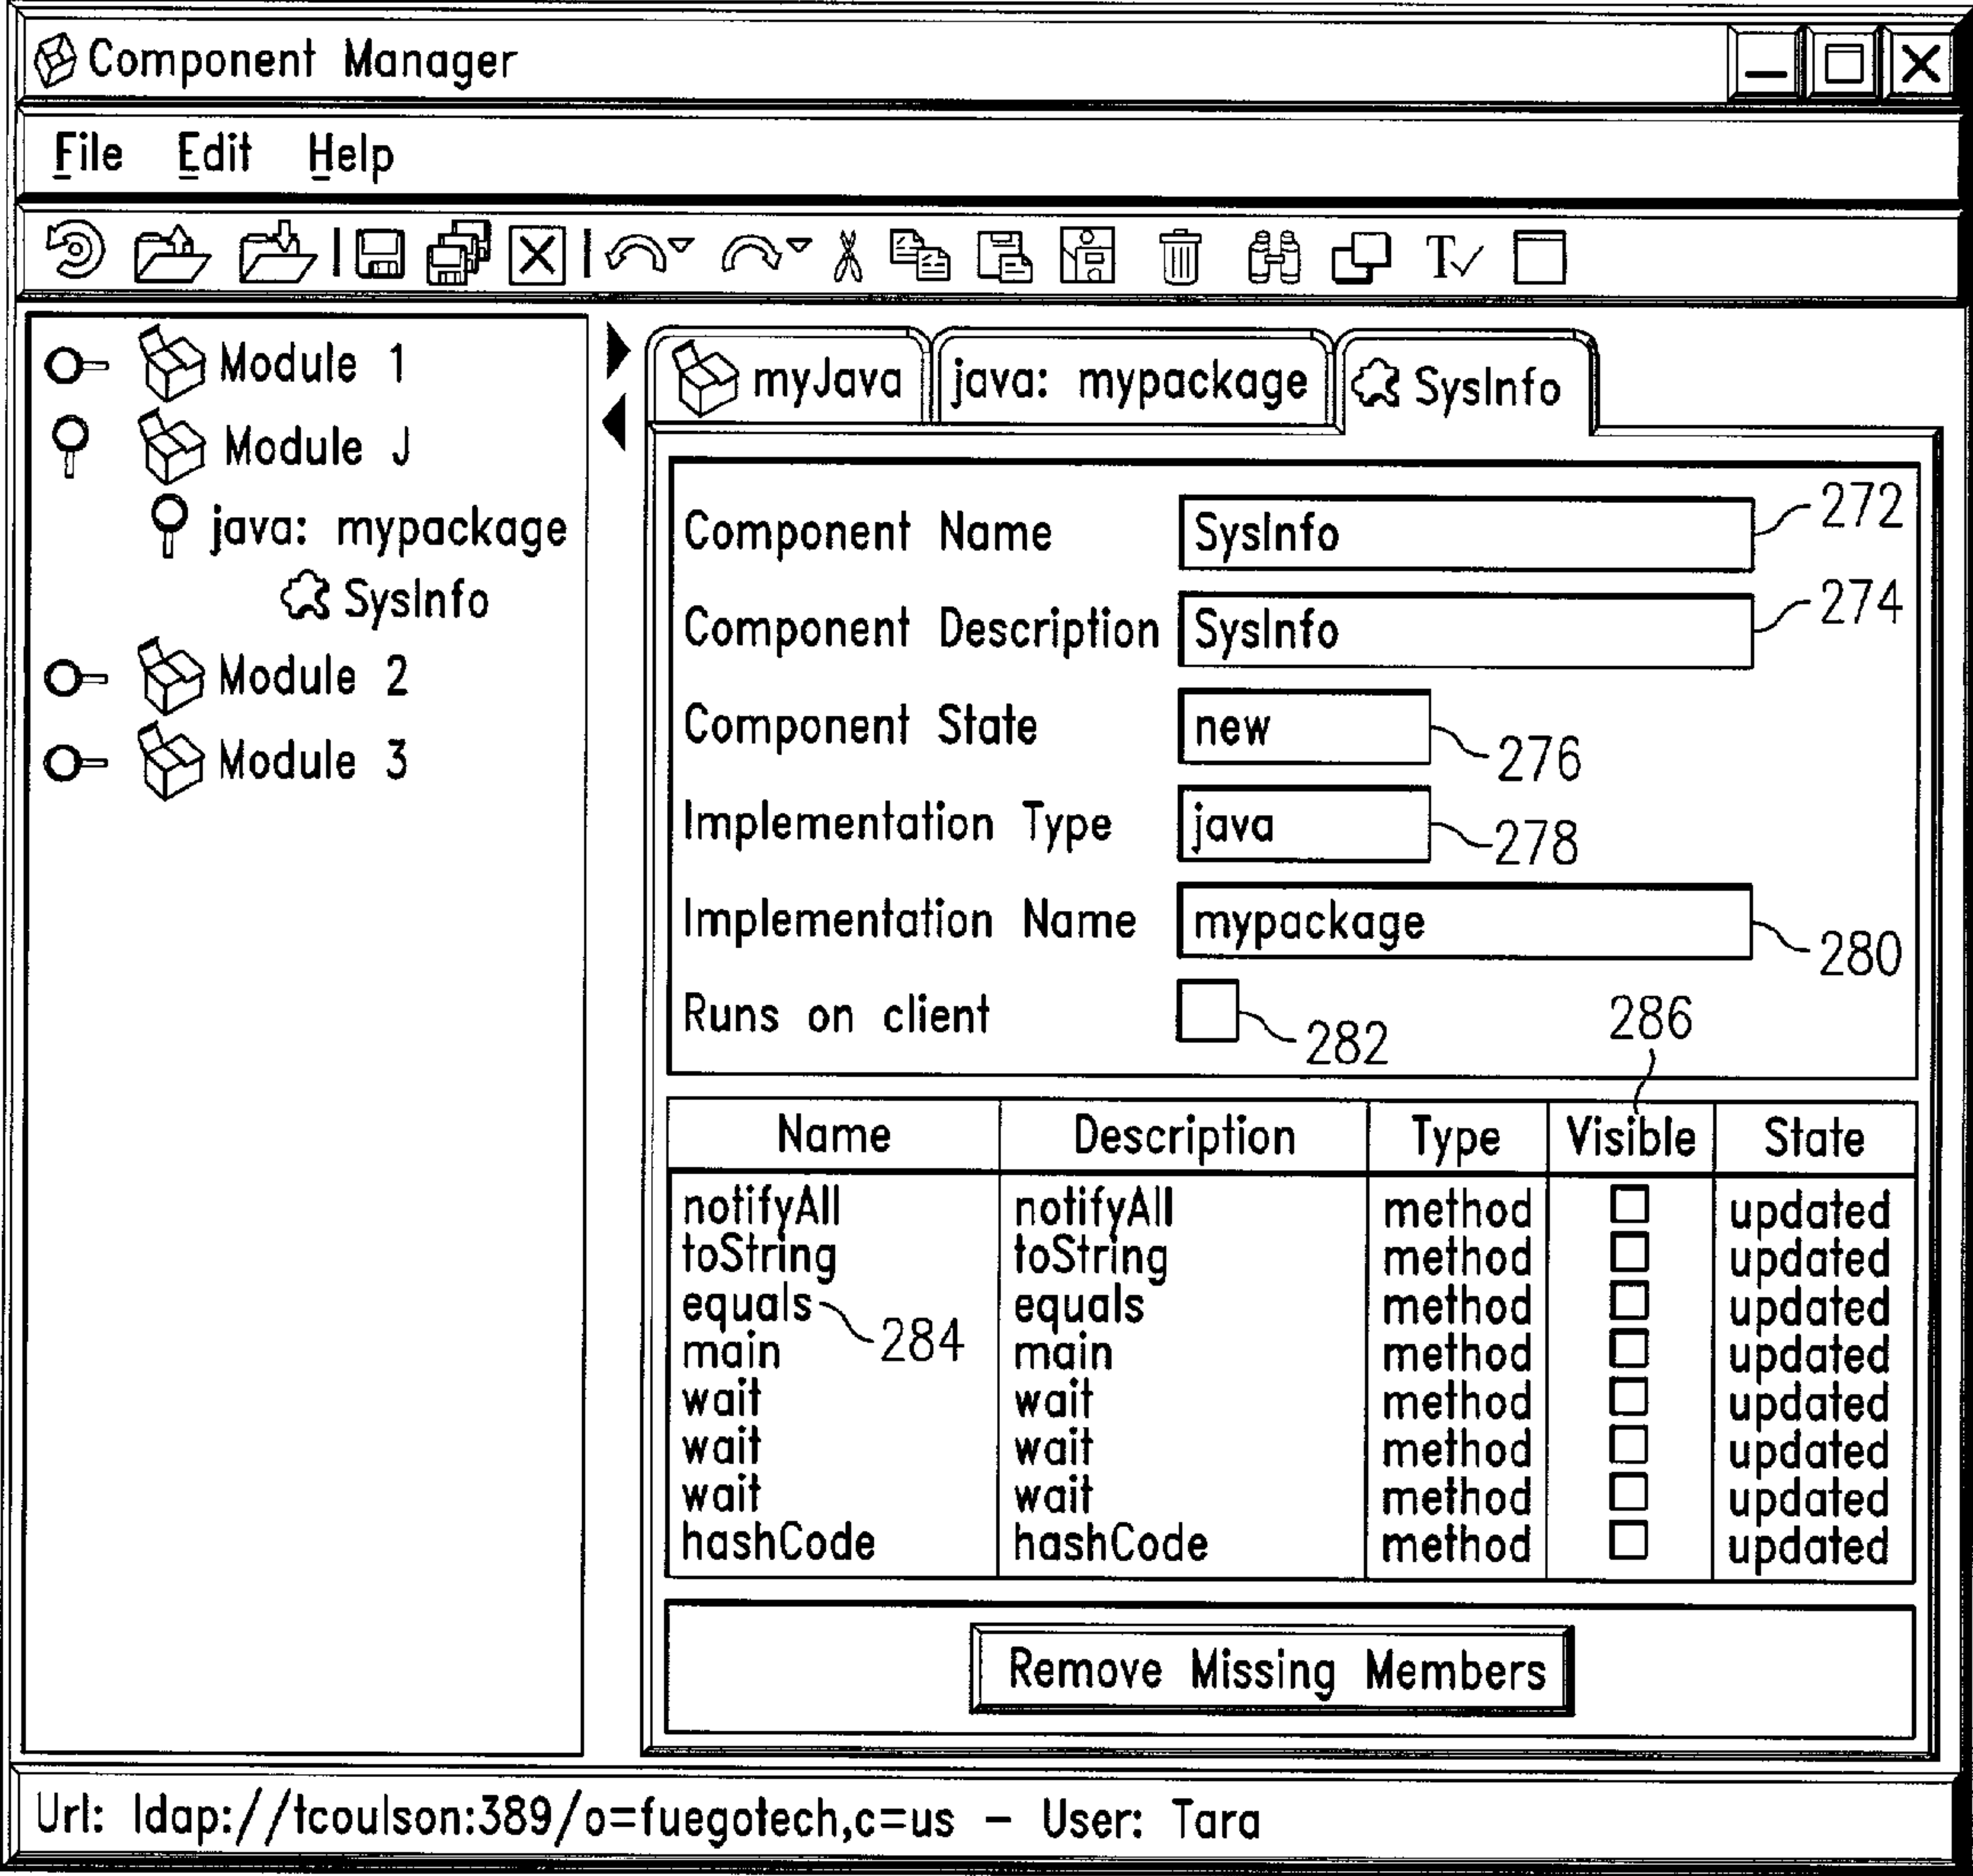 Component Manager
File Edit Help
T
Module 1
Module J
java: mypackage
SysInfo
Module 2
Module 3
myJava java: mypackage SysInfo
Component Name SysInfo 272
Component Description SysInfo 274
Component State new 276
Implementation Type java 278
Implementation Name mypackage 280
Runs on client 282 286
Name Description Type Visible State
notifyAll notifyAll method updated
toString toString method updated
equals 284 equals method updated
main main method updated
wait wait method updated
wait wait method updated
wait wait method updated
hashCode hashCode method updated
Remove Missing Members
Url: ldap://tcoulson:389/o=fuegotech,c=us – User: Tara